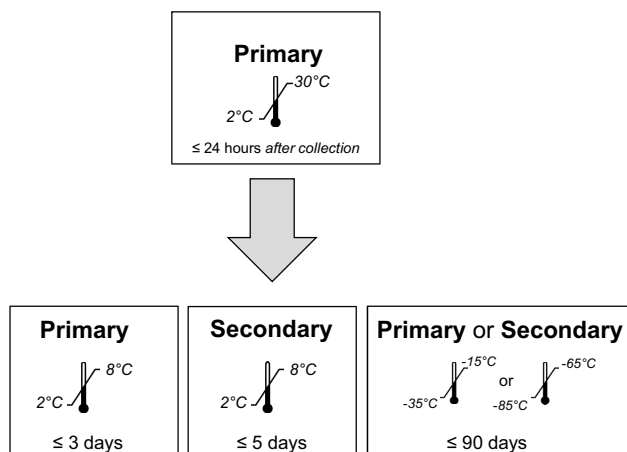 Primary
30°C
2°C
≤ 24 hours after collection
Primary
8°C
2°C
≤ 3 days
Secondary
8°C
2°C
≤ 5 days
Primary or Secondary
-15°C
-35°C
or
-65°C
-85°C
≤ 90 days